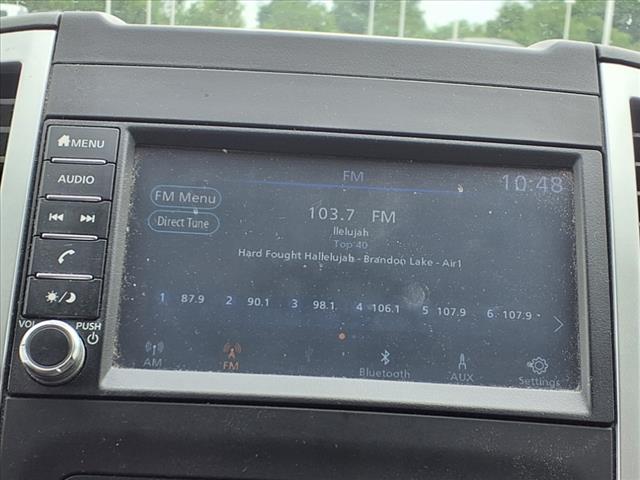 MENU
AUDIO
VOL PUSH
FM 10:48
FM Menu
Direct Tune
103.7 FM
llelujah
Top 40
Hard Fought Hallelujah - Brandon Lake - Air1
1 87.9 2 90.1 3 98.1 4 106.1 5 107.9 6 107.9
AM FM Bluetooth AUX Settings